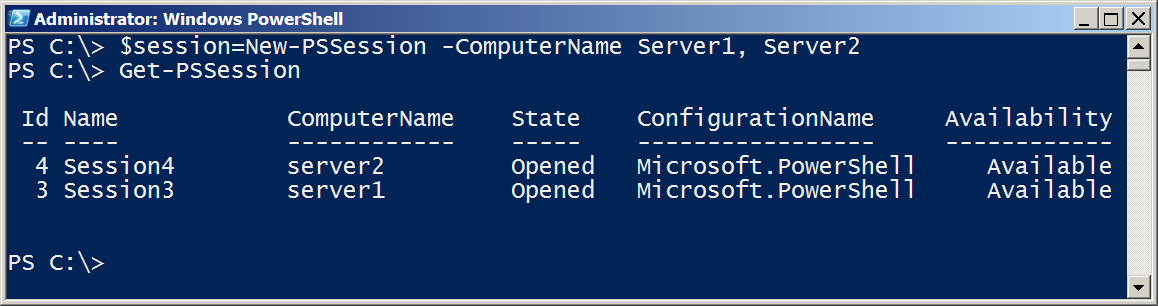 Administrator: Windows PowerShell
PS C:\> $session=New-PSSession -ComputerName Server1, Server2
PS C:\> Get-PSSession
Id Name ComputerName State ConfigurationName Availability
-- ---- ------------ ----- ----------------- ------------
4 Session4 server2 Opened Microsoft.PowerShell Available
3 Session3 server1 Opened Microsoft.PowerShell Available
PS C:\>